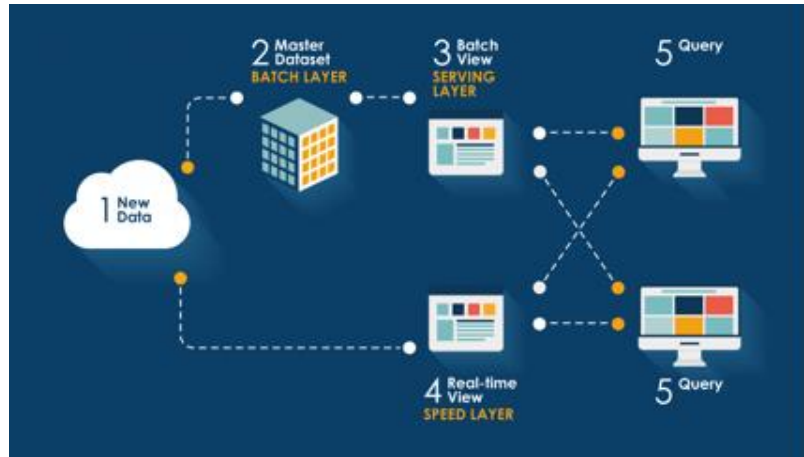 1 New
Data
2 Master
Dataset
BATCH LAYER
3 Batch
View
SERVING
LAYER
5 Query
4 Real-time
View
SPEED LAYER
5 Query